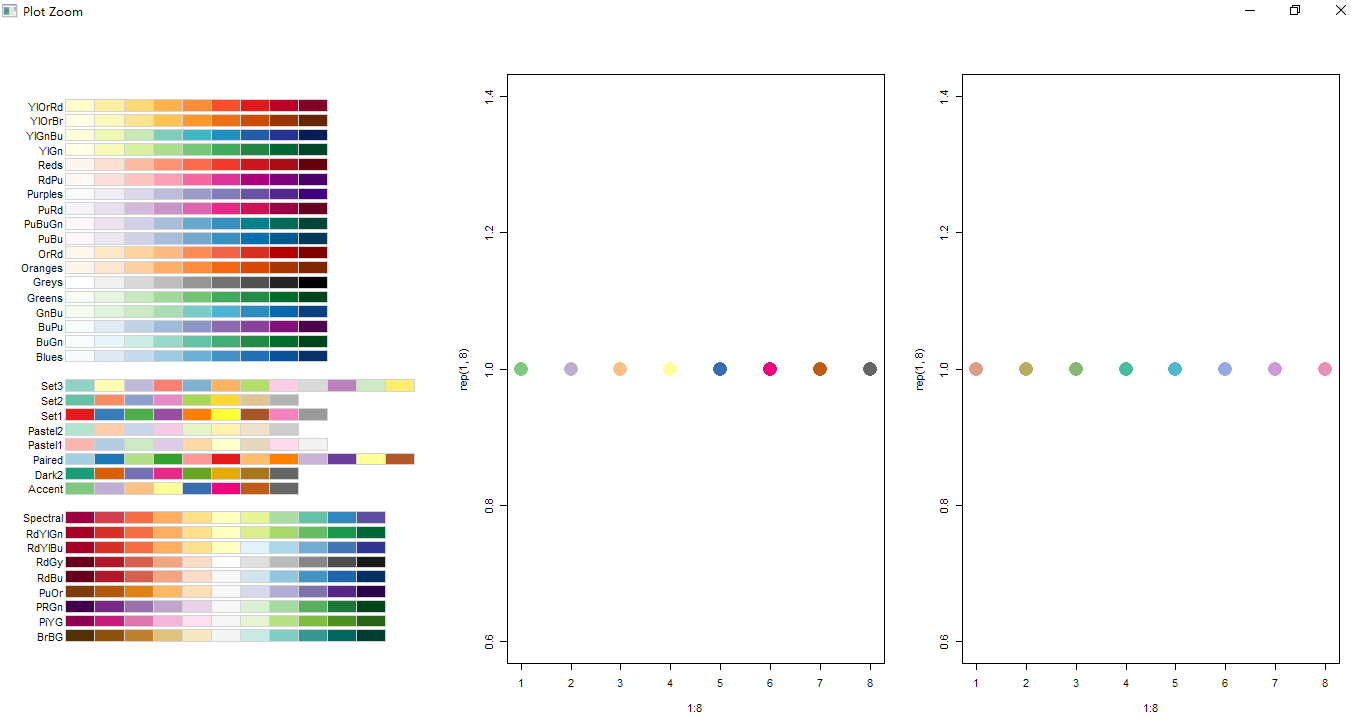 Plot Zoom
YlOrRd
YlOrBr
YlGnBu
YlGn
Reds
RdPu
Purples
PuRd
PuBuGn
PuBu
OrRd
Oranges
Greys
Greens
GnBu
BuPu
BuGn
Blues
Set3
Set2
Set1
Pastel2
Pastel1
Paired
Dark2
Accent
Spectral
RdYlGn
RdYlBu
RdGy
RdBu
PuOr
PRGn
PiYG
BrBG
rep(1, 8)
1.4
1.2
1.0
0.8
0.6
1 2 3 4 5 6 7 8
1:8
rep(1, 8)
1.4
1.2
1.0
0.8
0.6
1 2 3 4 5 6 7 8
1:8